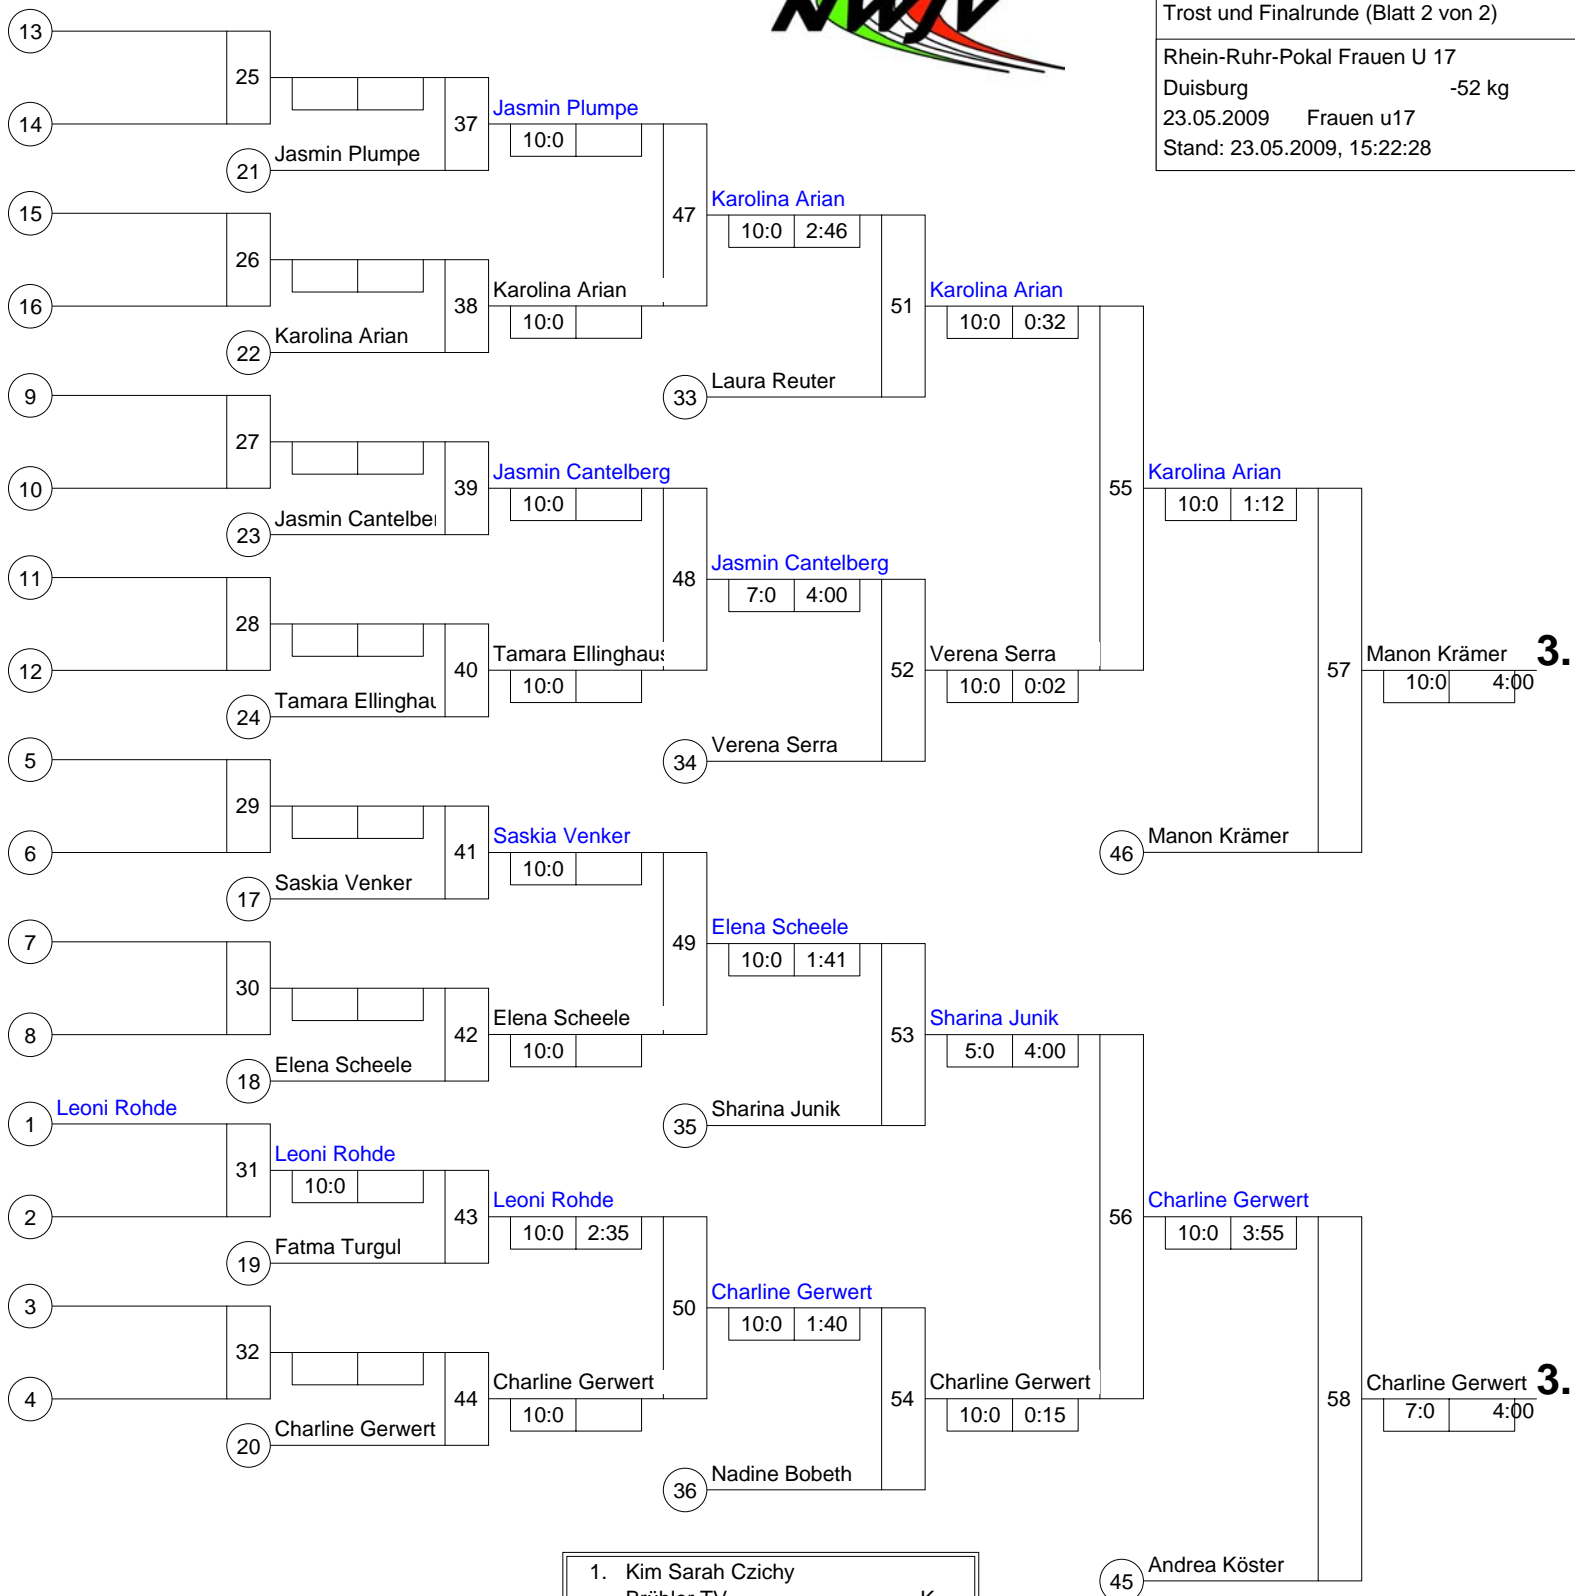 NWJV
Trost und Finalrunde (Blatt 2 von 2)
Rhein-Ruhr-Pokal Frauen U 17
Duisburg -52 kg
23.05.2009 Frauen u17
Stand: 23.05.2009, 15:22:28
13
25
14
37
Jasmin Plumpe
10:0
21
Jasmin Plumpe
15
47
Karolina Arian
10:0 2:46
26
16
38
Karolina Arian
10:0
22
Karolina Arian
51
Karolina Arian
10:0 0:32
33
Laura Reuter
9
27
10
39
Jasmin Cantelberg
10:0
23
Jasmin Cantelber
55
Karolina Arian
10:0 1:12
11
48
Jasmin Cantelberg
7:0 4:00
28
12
40
Tamara Ellinghaus
10:0
24
Tamara Ellinghau
52
Verena Serra
10:0 0:02
34
Verena Serra
57
Manon Krämer 3.
10:0 4:00
5
29
6
41
Saskia Venker
10:0
17
Saskia Venker
46
Manon Krämer
7
49
Elena Scheele
10:0 1:41
30
8
42
Elena Scheele
10:0
18
Elena Scheele
53
Sharina Junik
5:0 4:00
35
Sharina Junik
1
Leoni Rohde
31
Leoni Rohde
10:0
2
43
Leoni Rohde
10:0 2:35
19
Fatma Turgul
56
Charline Gerwert
10:0 3:55
3
50
Charline Gerwert
10:0 1:40
32
4
44
Charline Gerwert
10:0
20
Charline Gerwert
54
Charline Gerwert
10:0 0:15
36
Nadine Bobeth
58
Charline Gerwert 3.
7:0 4:00
45
Andrea Köster
1. Kim Sarah Czichy
Brühler TV K